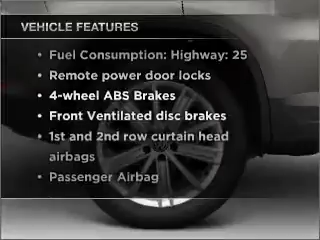 VEHICLE FEATURES
• Fuel Consumption: Highway: 25
• Remote power door locks
• 4-wheel ABS Brakes
• Front Ventilated disc brakes
• 1st and 2nd row curtain head
airbags
• Passenger Airbag